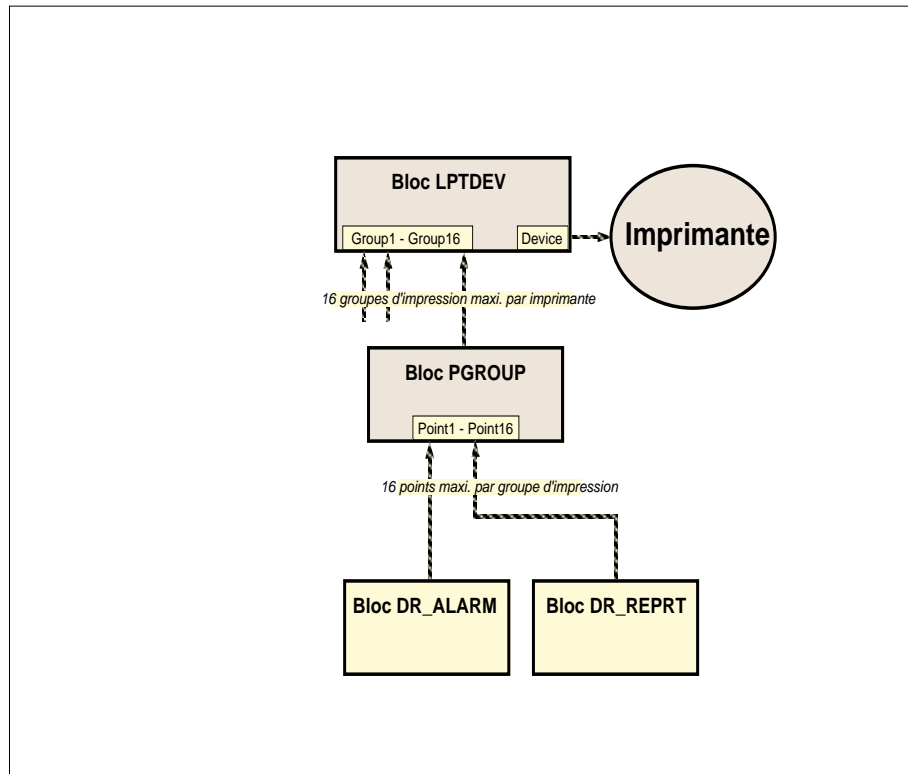 Bloc LPTDEV
Group1 - Group16
Device
Imprimante
16 groupes d'impression maxi. par imprimante
Bloc PGROUP
Point1 - Point16
16 points maxi. par groupe d'impression
Bloc DR_ALARM
Bloc DR_REPRT